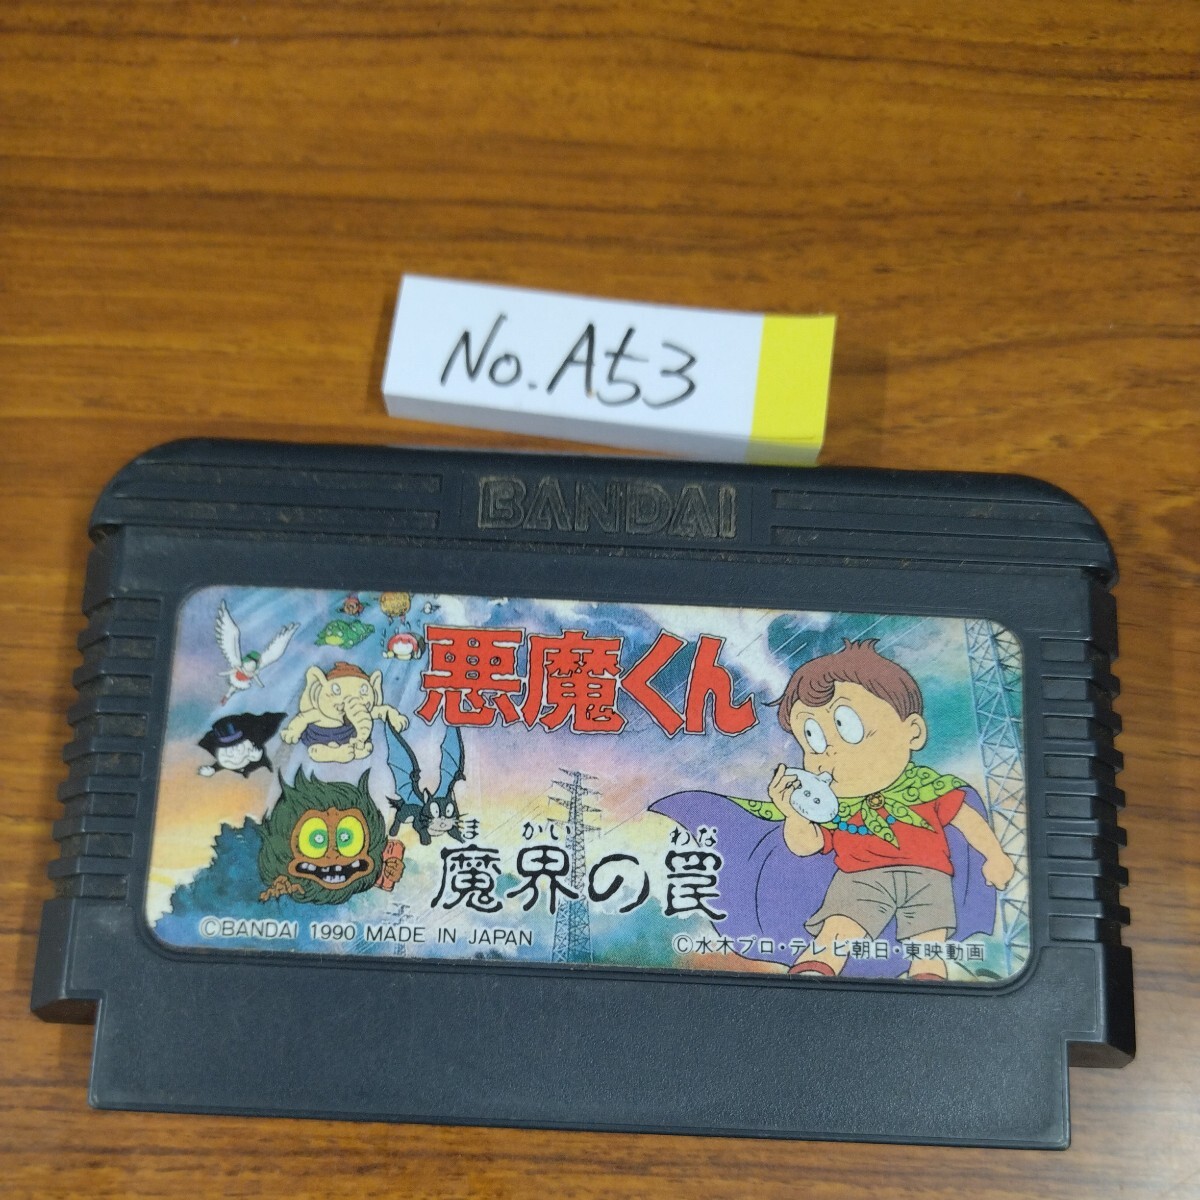 No. A53
BANDAI
悪魔くん
ま かい わな
魔界の罠
©BANDAI 1990 MADE IN JAPAN
©水木プロ・テレビ朝日・東映動画